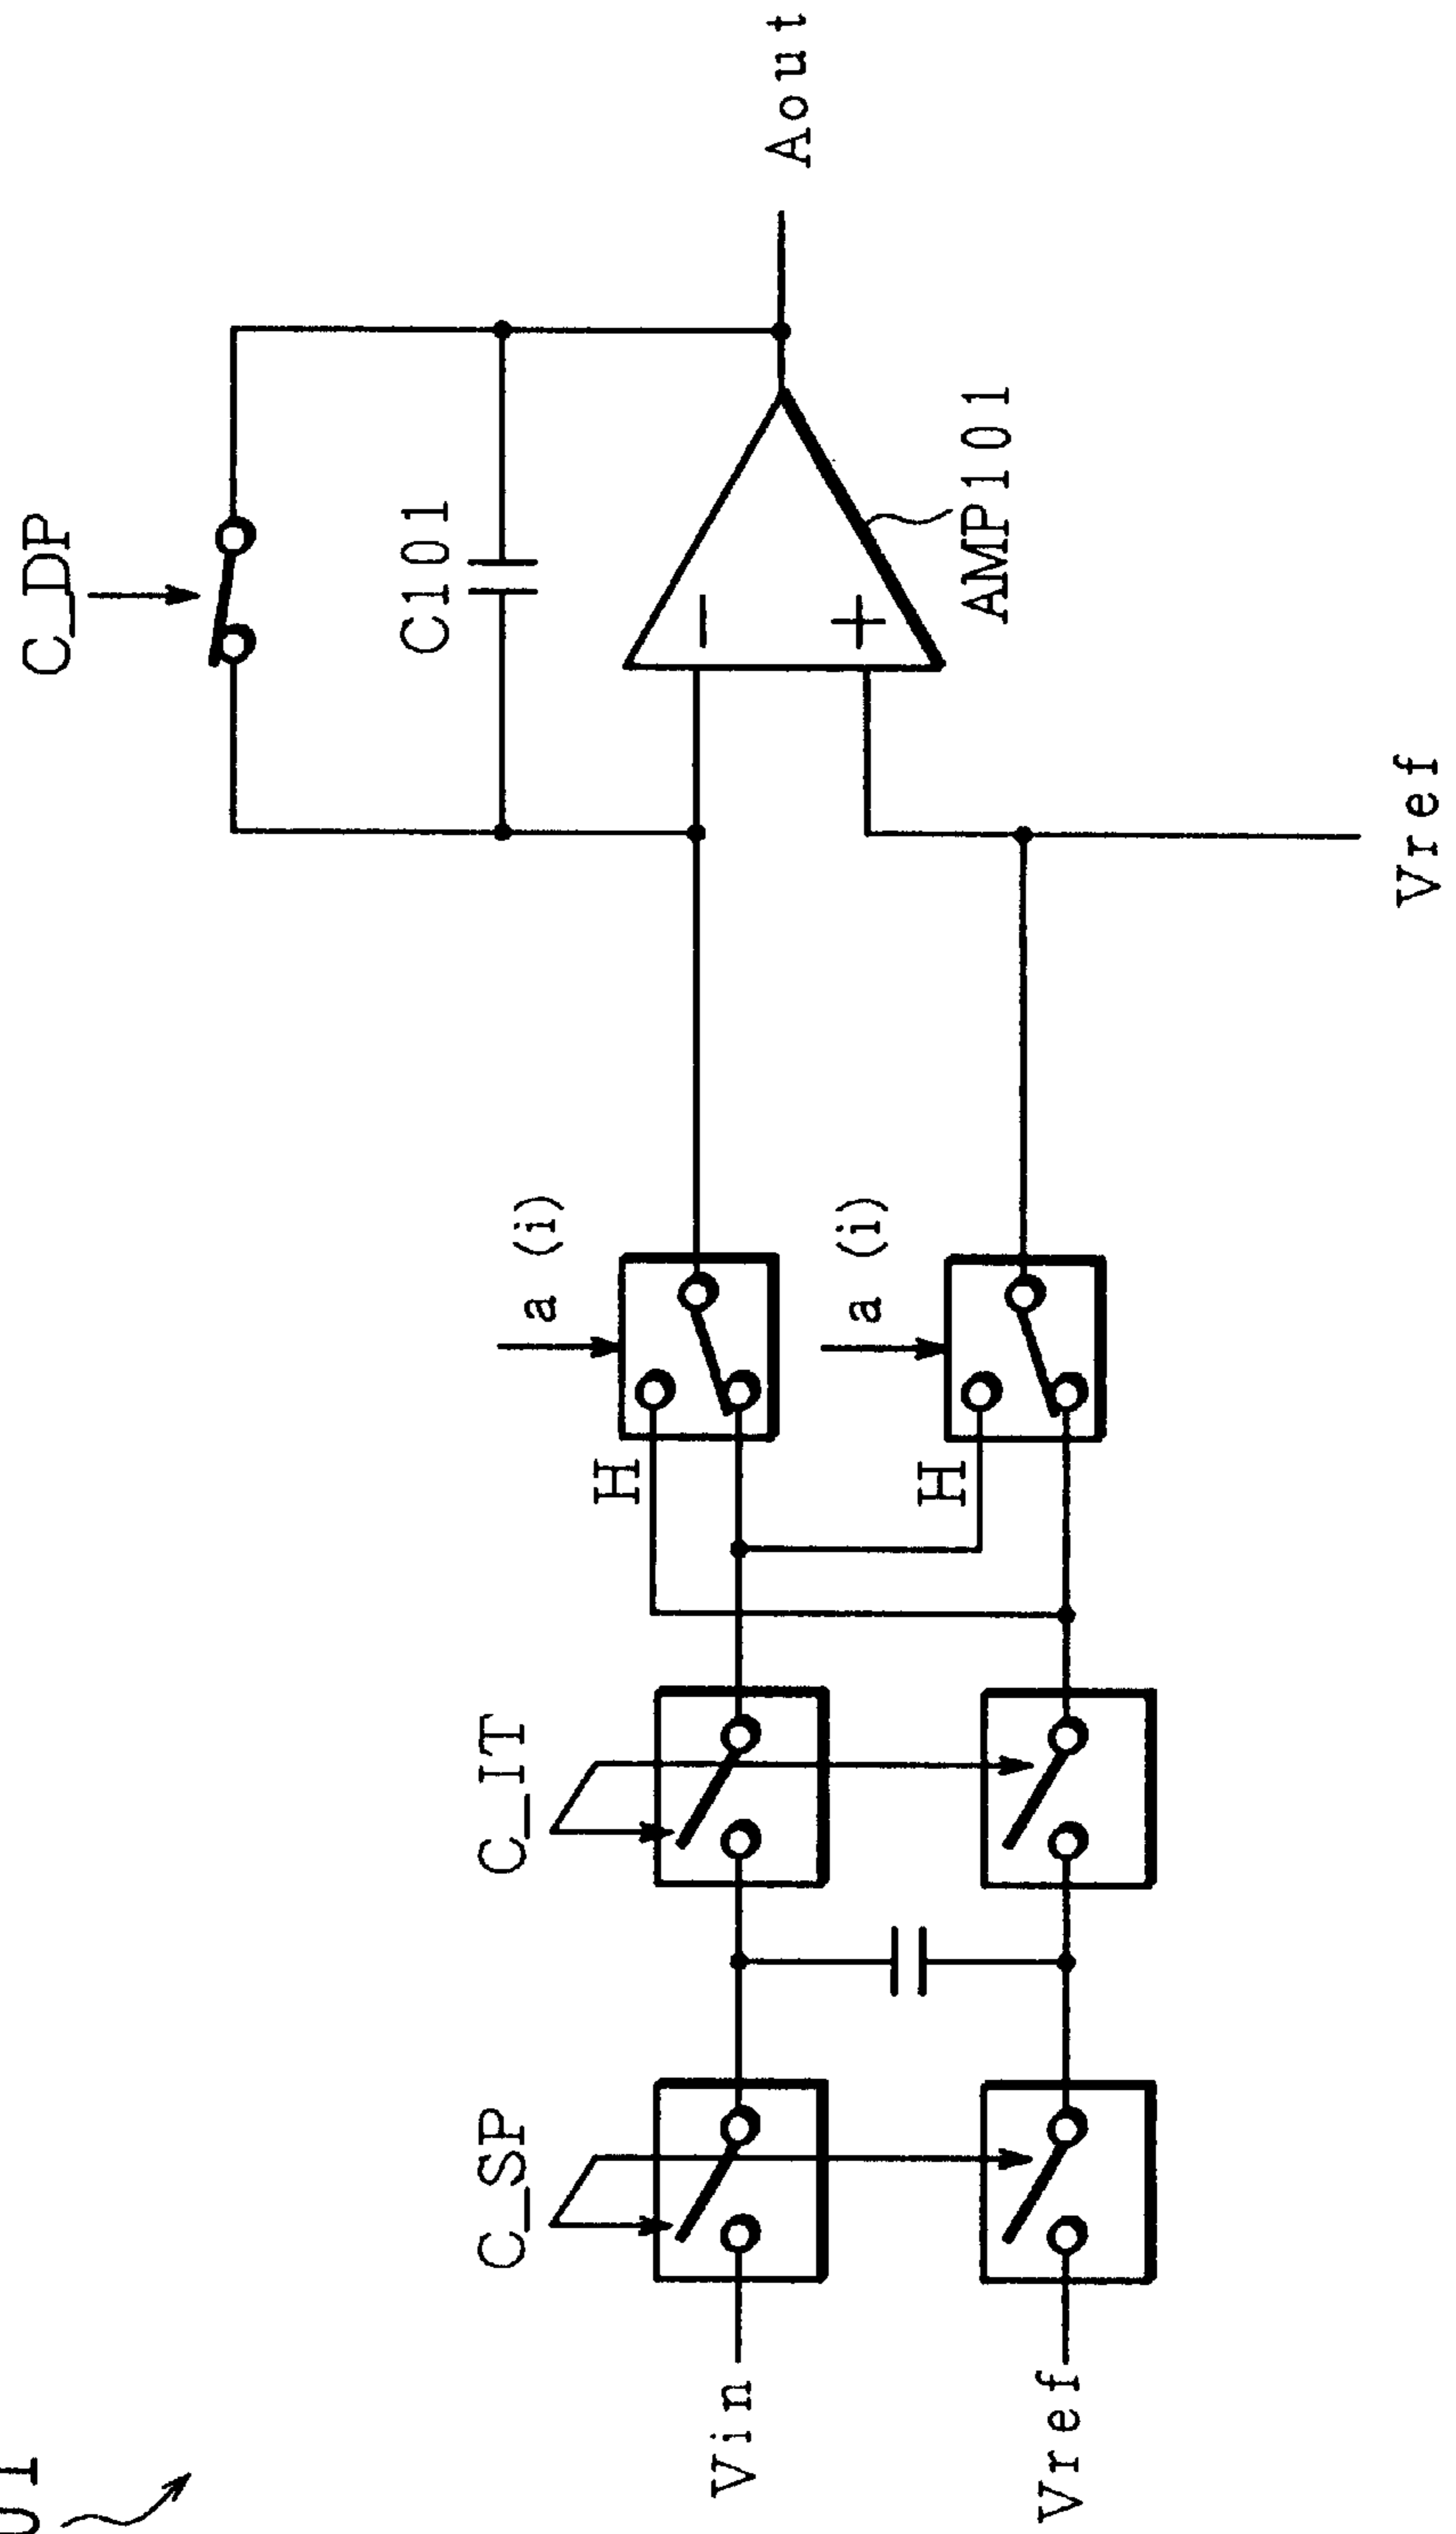 C_DP
C101
Aout
AMP101
a (i)
a (i)
H
H
C_IT
C_SP
Vin
Vref
Vref